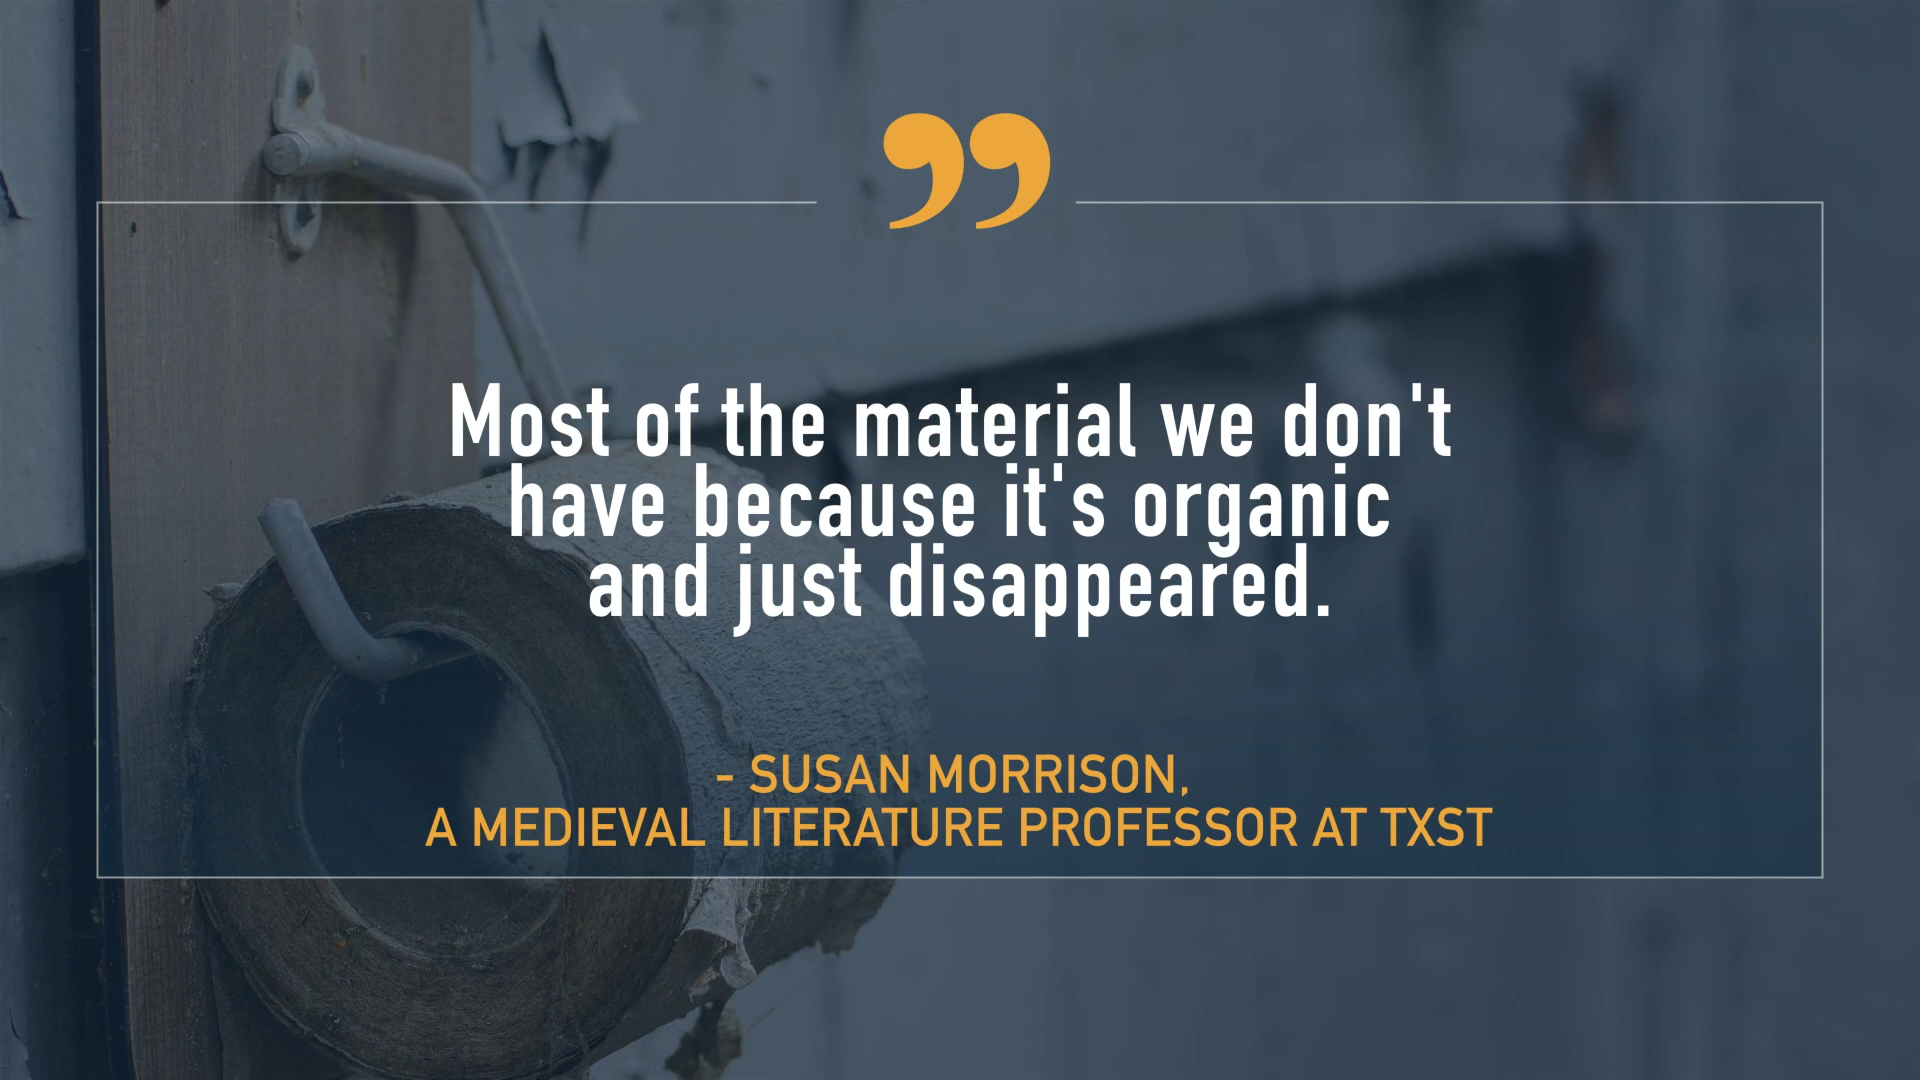 ”
Most of the material we don't
have because it's organic
and just disappeared.
- SUSAN MORRISON,
A MEDIEVAL LITERATURE PROFESSOR AT TXST